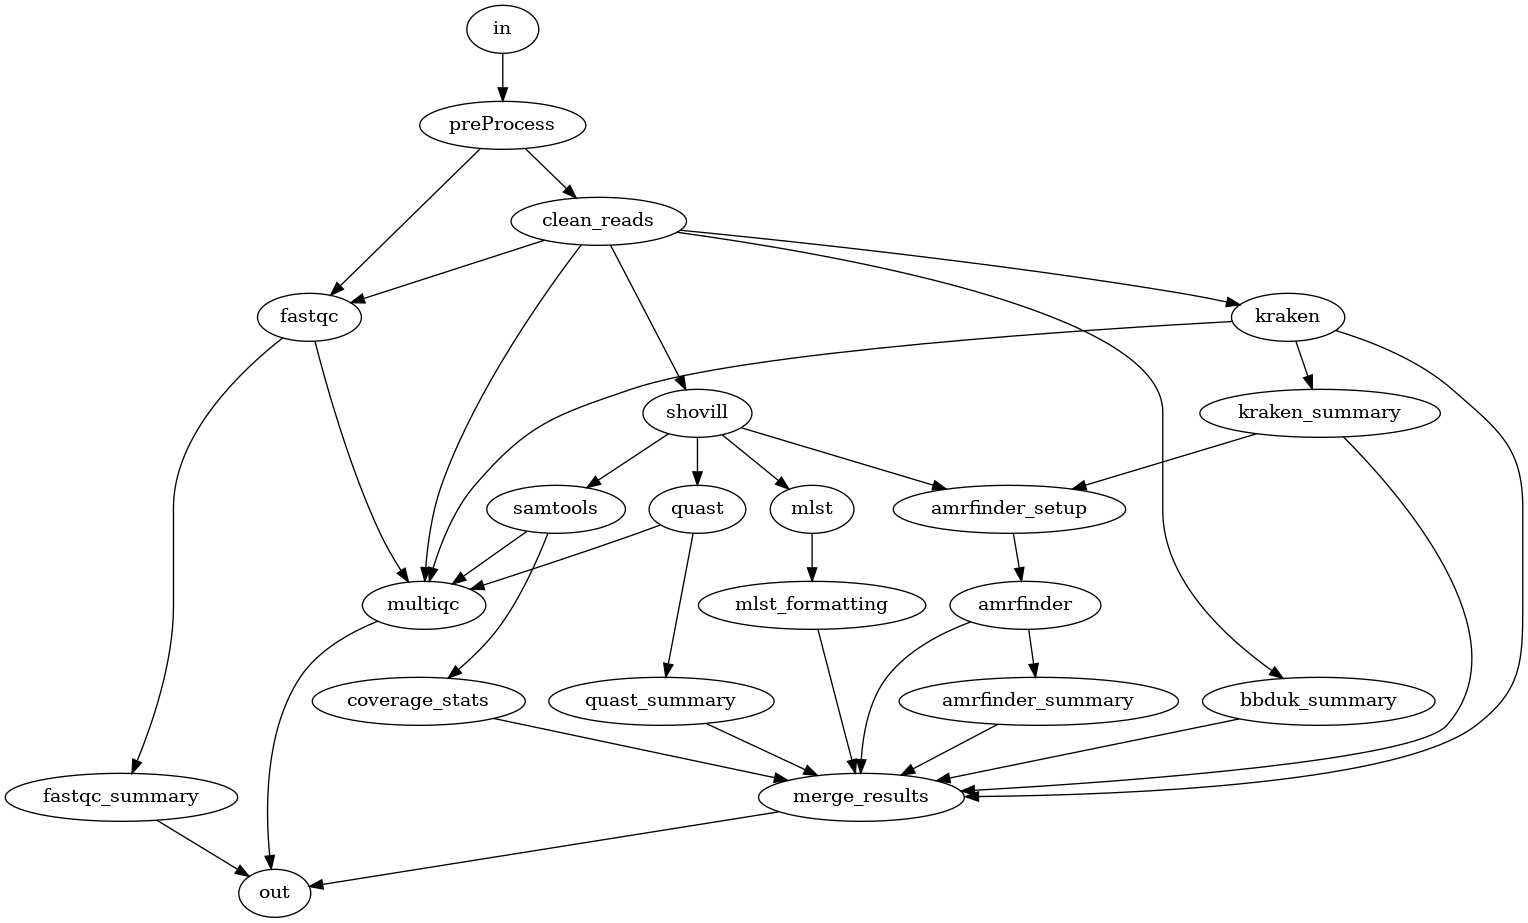 in
preProcess
clean_reads
fastqc
kraken
shovill
kraken_summary
samtools
quast
mlst
amrfinder_setup
multiqc
mlst_formatting
amrfinder
coverage_stats
quast_summary
amrfinder_summary
bbduk_summary
fastqc_summary
merge_results
out